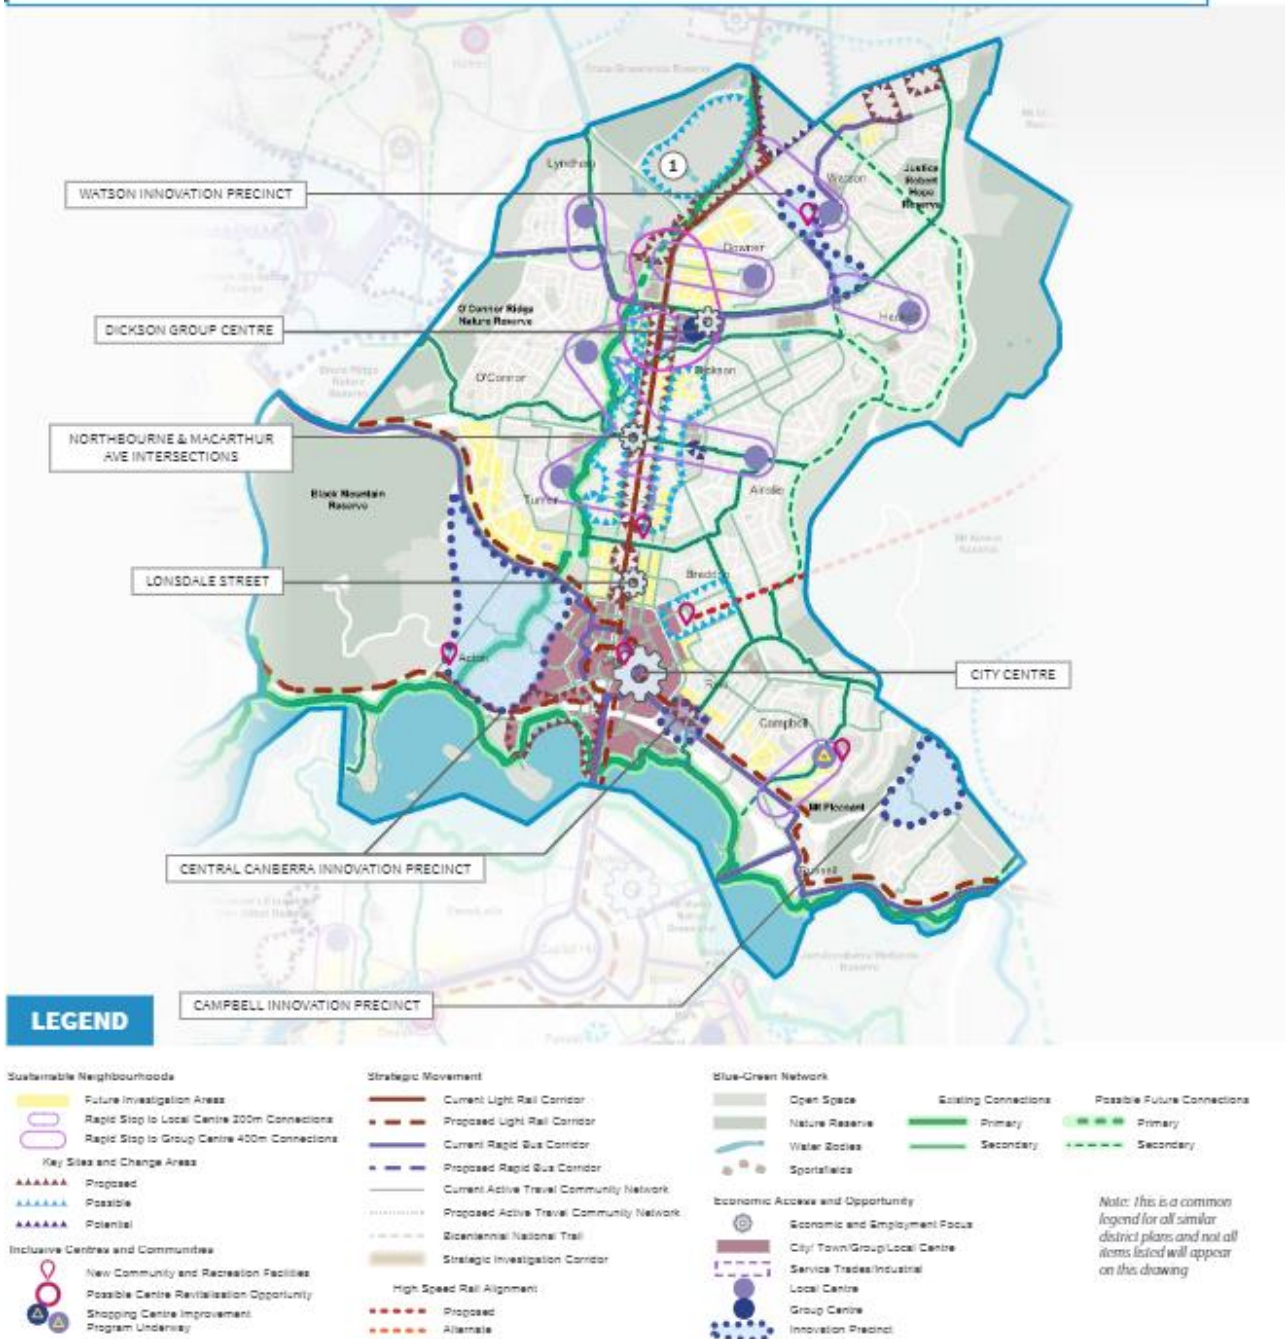 1
Lyneham
Watson
Justice
Robert
Hope
Reserve
WATSON INNOVATION PRECINCT
Downer
O'Connor Ridge
Nature Reserve
Hackett
DICKSON GROUP CENTRE
Bruce Ridge
Nature
Reserve
O'Connor
Dickson
NORTHBOURNE & MACARTHUR
AVE INTERSECTIONS
Black Mountain
Reserve
Turner
Ainslie
LONSDALE STREET
Braddon
Acton
Reid
CITY CENTRE
Campbell
Mt Pleasant
CENTRAL CANBERRA INNOVATION PRECINCT
Russell
CAMPBELL INNOVATION PRECINCT
LEGEND
Sustainable Neighbourhoods
Future Investigation Areas
Rapid Stop to Local Centre 200m Connections
Rapid Stop to Group Centre 400m Connections
Key Sites and Change Areas
Proposed
Possible
Potential
Inclusive Centres and Communities
New Community and Recreation Facilities
Possible Centre Revitalisation Opportunity
Shopping Centre Improvement
Program Underway
Strategic Movement
Current Light Rail Corridor
Proposed Light Rail Corridor
Current Rapid Bus Corridor
Proposed Rapid Bus Corridor
Current Active Travel Community Network
Proposed Active Travel Community Network
Bicentennial National Trail
Strategic Investigation Corridor
High Speed Rail Alignment
Proposed
Alternate
Blue-Green Network
Open Space
Nature Reserve
Water Bodies
Sportsfields
Existing Connections
Primary
Secondary
Possible Future Connections
Primary
Secondary
Economic Access and Opportunity
Economic and Employment Focus
City/ Town/Group/Local Centre
Service Trades/Industrial
Local Centre
Group Centre
Innovation Precinct
Note: This is a common
legend for all similar
district plans and not all
items listed will appear
on this drawing